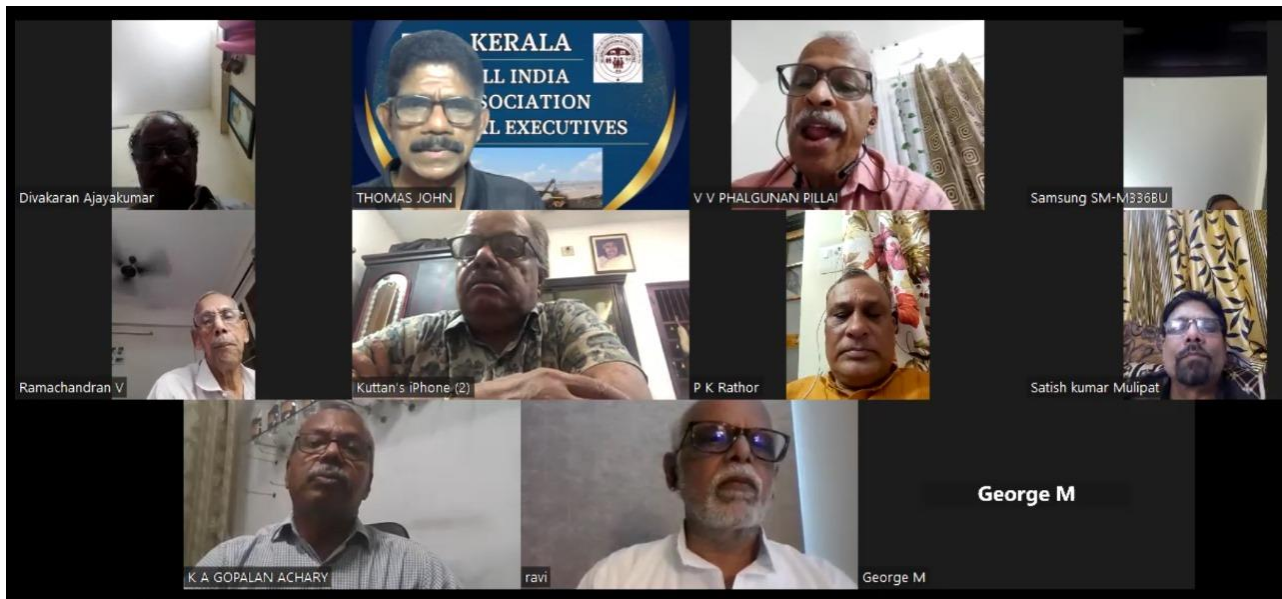 KERALA
LL INDIA
SOCIATION
L EXECUTIVES
Divakaran Ajayakumar
THOMAS JOHN
V V PHALGUNAN PILLAI
Samsung SM-M336BU
Ramachandran V
Kuttan's iPhone (2)
P K Rathor
Satish kumar Mulipat
George M
K A GOPALAN ACHARY
ravi
George M